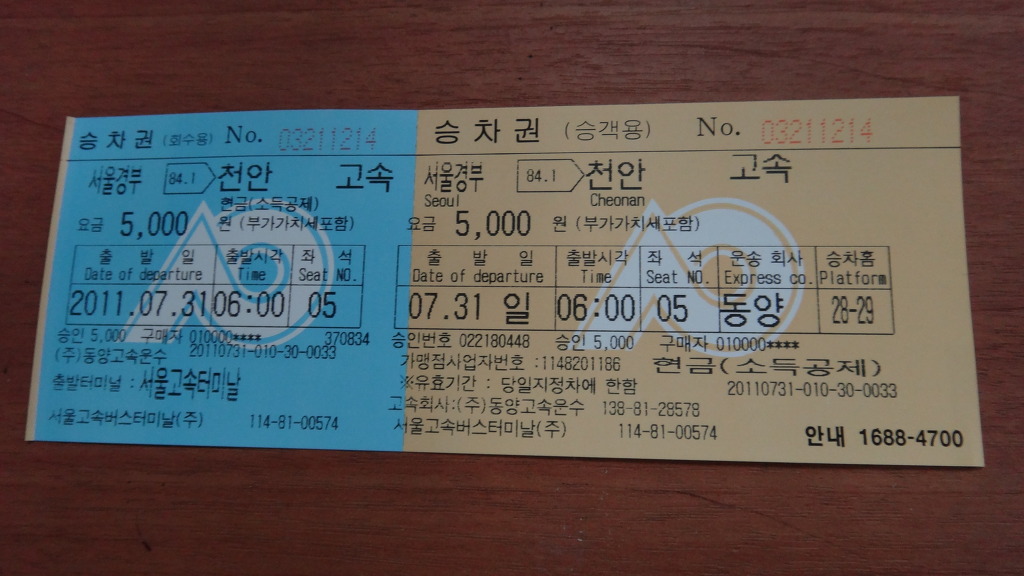 승차권 (회수용) No. 03211214
서울경부 84.1 천안 고속
현금(소득공제)
요금 5,000 원 (부가가치세포함)
출 발 일 출발시각 좌 석
Date of departure Time Seat NO.
2011.07.31 06:00 05
승인 5,000 구매자 010000**** 370834
(주)동양고속운수 20110731-010-30-0033
출발터미널 : 서울고속터미날
서울고속버스터미날(주) 114-81-00574
승차권 (승객용) No. 03211214
서울경부 84.1 천안 고속
Seoul Cheonan
요금 5,000 원 (부가가치세포함)
출 발 일 출발시각 좌 석 운송 회사 승차홈
Date of departure Time Seat NO. Express co. Platform
07.31 일 06:00 05 동양 28-29
승인번호 022180448 승인 5,000 구매자 010000****
가맹점사업자번호 :1148201186 현금(소득공제)
※유효기간 : 당일지정차에 한함 20110731-010-30-0033
고속회사:(주)동양고속운수 138-81-28578
서울고속버스터미날(주) 114-81-00574
안내 1688-4700